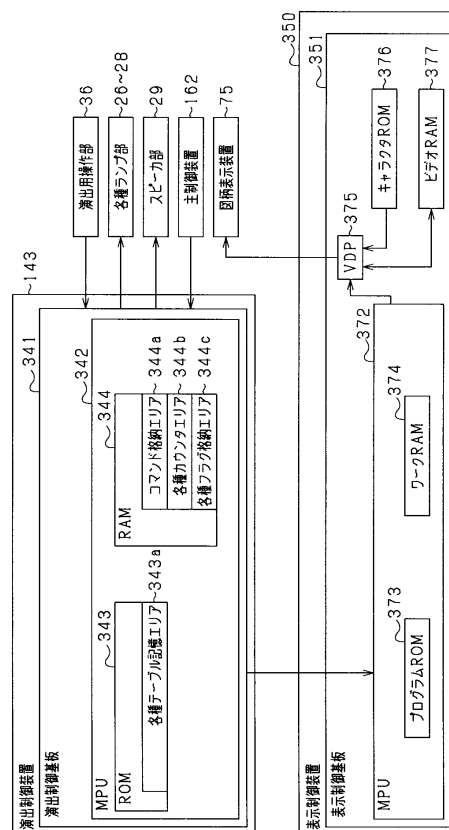 演出制御装置
143
演出制御基板
341
MPU
342
ROM
343
各種テーブル記憶エリア
343a
RAM
344
コマンド格納エリア
344a
各種カウンタエリア
344b
各種フラグ格納エリア
344c
演出用操作部
36
各種ランプ部
26~28
スピーカ部
29
主制御装置
162
図柄表示装置
75
表示制御装置
350
表示制御基板
351
MPU
372
プログラムROM
373
ワークRAM
374
VDP
375
キャラクタROM
376
ビデオRAM
377